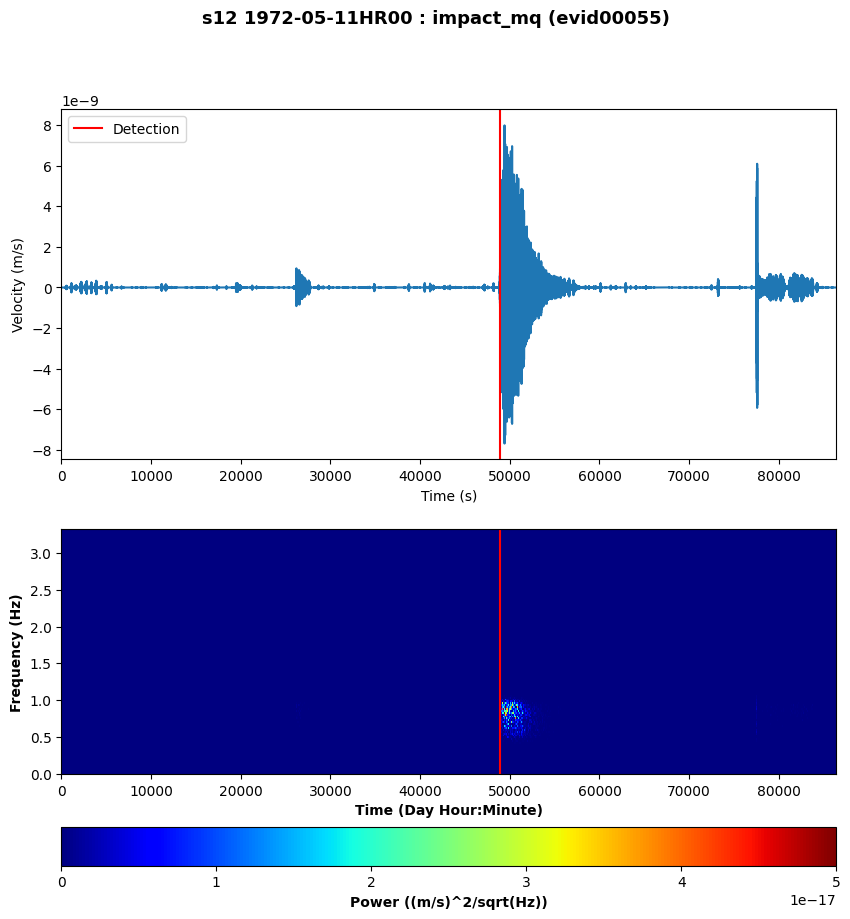 s12 1972-05-11HR00 : impact_mq (evid00055)
1e−9
Detection
8
6
4
2
0
−2
−4
−6
−8
Velocity (m/s)
0 10000 20000 30000 40000 50000 60000 70000 80000
Time (s)
3.0
2.5
2.0
1.5
1.0
0.5
0.0
Frequency (Hz)
0 10000 20000 30000 40000 50000 60000 70000 80000
Time (Day Hour:Minute)
0 1 2 3 4 5
1e−17
Power ((m/s)^2/sqrt(Hz))